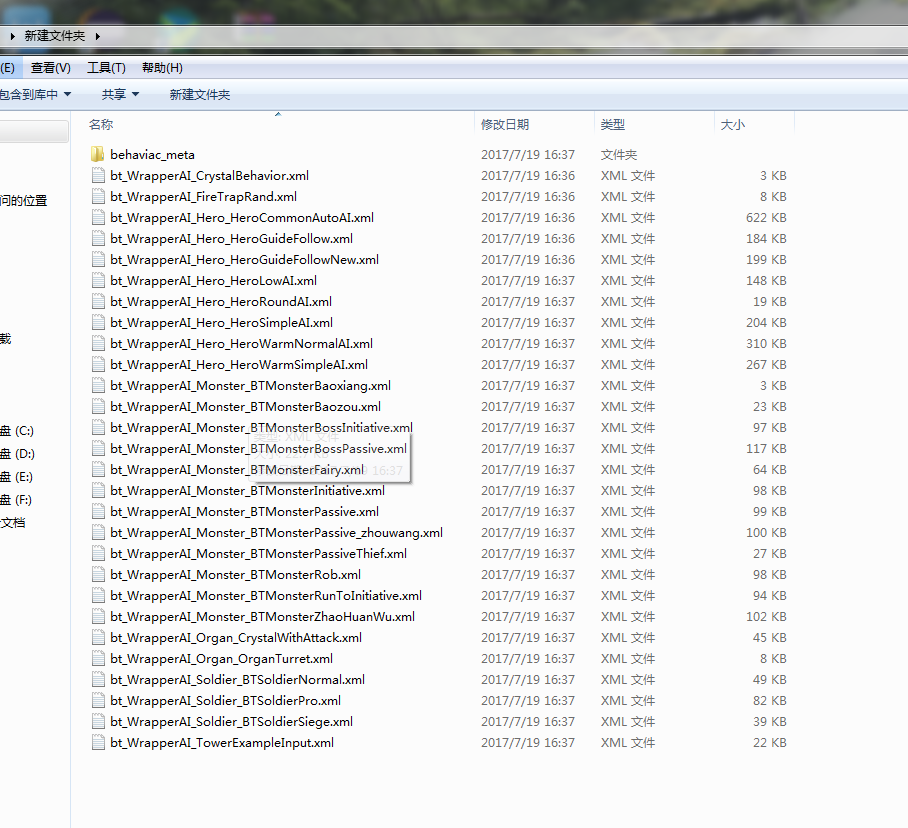 新建文件夹
(E) 查看(V) 工具(T) 帮助(H)
包含到库中 共享 新建文件夹
名称 修改日期 类型 大小
behaviac_meta 2017/7/19 16:37 文件夹
bt_WrapperAI_CrystalBehavior.xml 2017/7/19 16:36 XML 文件 3 KB
bt_WrapperAI_FireTrapRand.xml 2017/7/19 16:36 XML 文件 8 KB
问的位置
bt_WrapperAI_Hero_HeroCommonAutoAI.xml 2017/7/19 16:36 XML 文件 622 KB
bt_WrapperAI_Hero_HeroGuideFollow.xml 2017/7/19 16:36 XML 文件 184 KB
bt_WrapperAI_Hero_HeroGuideFollowNew.xml 2017/7/19 16:36 XML 文件 199 KB
bt_WrapperAI_Hero_HeroLowAI.xml 2017/7/19 16:37 XML 文件 148 KB
bt_WrapperAI_Hero_HeroRoundAI.xml 2017/7/19 16:37 XML 文件 19 KB
bt_WrapperAI_Hero_HeroSimpleAI.xml 2017/7/19 16:37 XML 文件 204 KB
载
bt_WrapperAI_Hero_HeroWarmNormalAI.xml 2017/7/19 16:37 XML 文件 310 KB
bt_WrapperAI_Hero_HeroWarmSimpleAI.xml 2017/7/19 16:37 XML 文件 267 KB
bt_WrapperAI_Monster_BTMonsterBaoxiang.xml 2017/7/19 16:37 XML 文件 3 KB
bt_WrapperAI_Monster_BTMonsterBaozou.xml 2017/7/19 16:37 XML 文件 23 KB
盘 (C:)
bt_WrapperAI_Monster_BTMonsterBossInitiative.xml 2017/7/19 16:37 XML 文件 97 KB
类型: XML 文件
盘 (D:)
bt_WrapperAI_Monster_BTMonsterBossPassive.xml 2017/7/19 16:37 XML 文件 117 KB
盘 (E:)
bt_WrapperAI_Monster_BTMonsterFairy.xml 2017/7/19 16:37 XML 文件 64 KB
16:37
bt_WrapperAI_Monster_BTMonsterInitiative.xml 2017/7/19 16:37 XML 文件 98 KB
盘 (F:)
bt_WrapperAI_Monster_BTMonsterPassive.xml 2017/7/19 16:37 XML 文件 99 KB
文档
bt_WrapperAI_Monster_BTMonsterPassive_zhouwang.xml 2017/7/19 16:37 XML 文件 100 KB
bt_WrapperAI_Monster_BTMonsterPassiveThief.xml 2017/7/19 16:37 XML 文件 27 KB
bt_WrapperAI_Monster_BTMonsterRob.xml 2017/7/19 16:37 XML 文件 98 KB
bt_WrapperAI_Monster_BTMonsterRunToInitiative.xml 2017/7/19 16:37 XML 文件 94 KB
bt_WrapperAI_Monster_BTMonsterZhaoHuanWu.xml 2017/7/19 16:37 XML 文件 102 KB
bt_WrapperAI_Organ_CrystalWithAttack.xml 2017/7/19 16:37 XML 文件 45 KB
bt_WrapperAI_Organ_OrganTurret.xml 2017/7/19 16:37 XML 文件 8 KB
bt_WrapperAI_Soldier_BTSoldierNormal.xml 2017/7/19 16:37 XML 文件 49 KB
bt_WrapperAI_Soldier_BTSoldierPro.xml 2017/7/19 16:37 XML 文件 82 KB
bt_WrapperAI_Soldier_BTSoldierSiege.xml 2017/7/19 16:37 XML 文件 39 KB
bt_WrapperAI_TowerExampleInput.xml 2017/7/19 16:37 XML 文件 22 KB